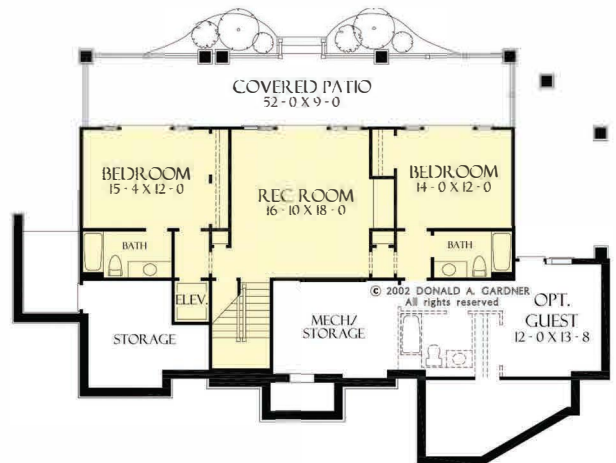 COVERED PATIO
52 - 0 X 9 - 0
BEDROOM
15 - 4 X 12 - 0
REC ROOM
16 - 10 X 18 - 0
BEDROOM
14 - 0 X 12 - 0
BATH
BATH
ELEV.
© 2002 DONALD A. GARDNER
All rights reserved
STORAGE
MECH/
STORAGE
OPT.
GUEST
12 - 0 X 13 - 8